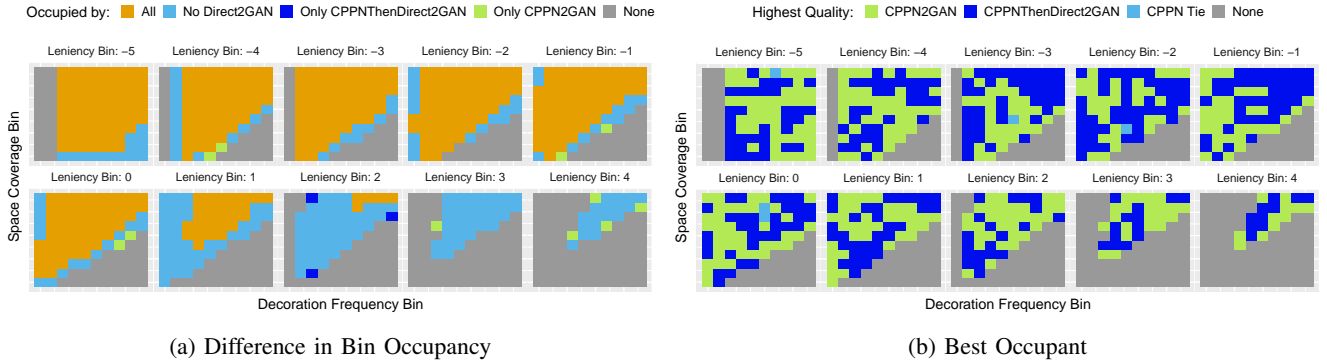 Occupied by: All No Direct2GAN Only CPPNThenDirect2GAN Only CPPN2GAN None
Leniency Bin: −5 Leniency Bin: −4 Leniency Bin: −3 Leniency Bin: −2 Leniency Bin: −1
Leniency Bin: 0 Leniency Bin: 1 Leniency Bin: 2 Leniency Bin: 3 Leniency Bin: 4
Space Coverage Bin
Decoration Frequency Bin
(a) Difference in Bin Occupancy
Highest Quality: CPPN2GAN CPPNThenDirect2GAN CPPN Tie None
Leniency Bin: −5 Leniency Bin: −4 Leniency Bin: −3 Leniency Bin: −2 Leniency Bin: −1
Leniency Bin: 0 Leniency Bin: 1 Leniency Bin: 2 Leniency Bin: 3 Leniency Bin: 4
Space Coverage Bin
Decoration Frequency Bin
(b) Best Occupant